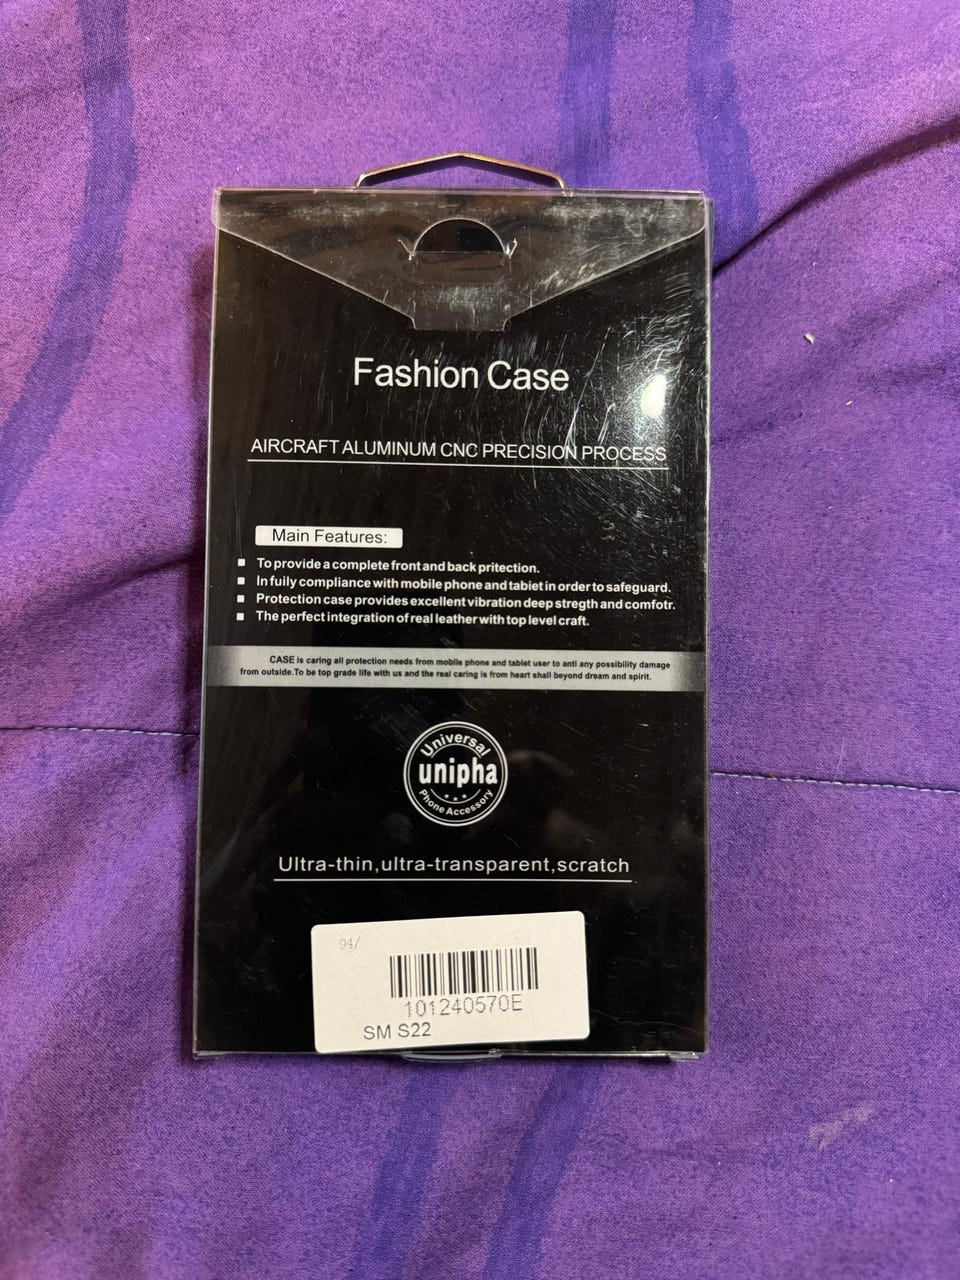 Fashion Case
AIRCRAFT ALUMINUM CNC PRECISION PROCESS
Main Features:
To provide a complete front and back pritection.
In fully compliance with mobile phone and tabiet in order to safeguard.
Protection case provides excellent vibration deep stregth and comfotr.
The perfect integration of real leather with top level craft.
CASE is caring all protection needs from mobile phone and tablet user to anti any possibility damage
from outside.To be top grade life with us and the real caring is from heart shall beyond dream and spirit.
Universal
unipha
Phone Accessory
Ultra-thin,ultra-transparent,scratch
94/
101240570E
SM S22